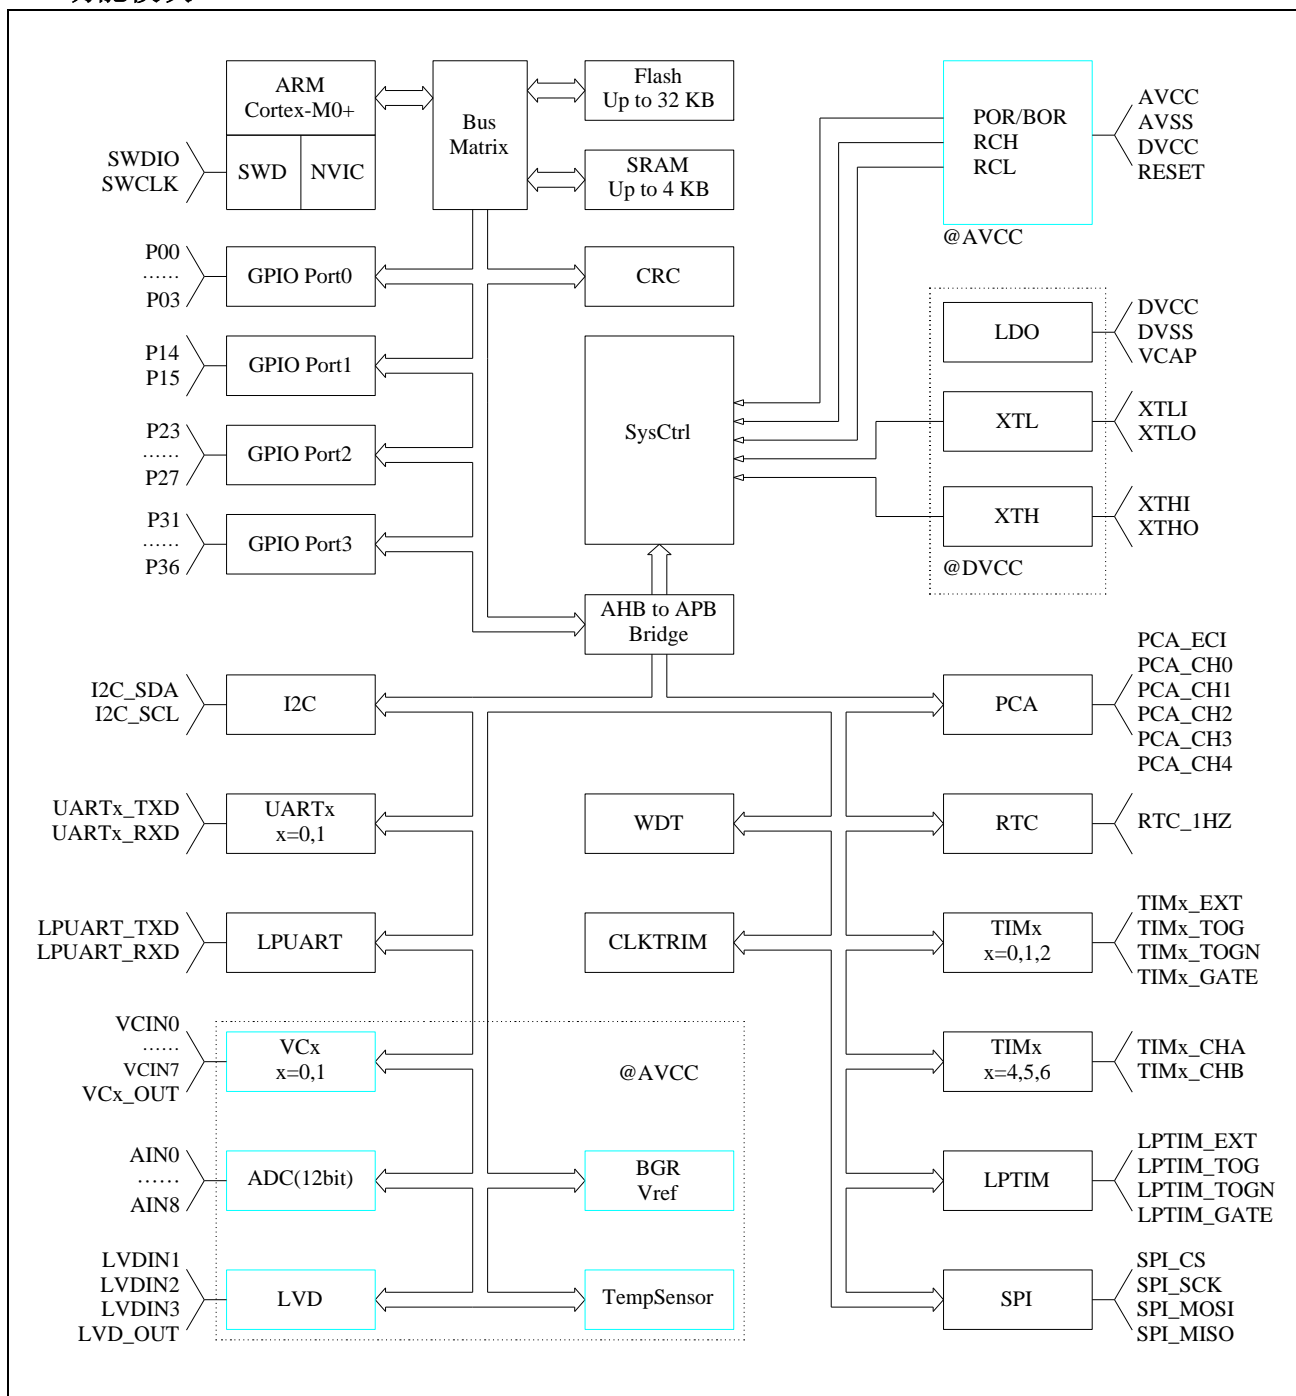 ARM
Cortex-M0+
SWD
NVIC
SWDIO
SWCLK
Bus
Matrix
Flash
Up to 32 KB
SRAM
Up to 4 KB
POR/BOR
RCH
RCL
@AVCC
AVCC
AVSS
DVCC
RESET
P00
......
P03
GPIO Port0
CRC
P14
P15
GPIO Port1
P23
......
P27
GPIO Port2
P31
......
P36
GPIO Port3
SysCtrl
LDO
DVCC
DVSS
VCAP
XTL
XTLI
XTLO
XTH
XTHI
XTHO
@DVCC
AHB to APB
Bridge
I2C_SDA
I2C_SCL
I2C
PCA
PCA_ECI
PCA_CH0
PCA_CH1
PCA_CH2
PCA_CH3
PCA_CH4
UARTx_TXD
UARTx_RXD
UARTx
x=0,1
WDT
RTC
RTC_1HZ
LPUART_TXD
LPUART_RXD
LPUART
CLKTRIM
TIMx
x=0,1,2
TIMx_EXT
TIMx_TOG
TIMx_TOGN
TIMx_GATE
VCIN0
......
VCIN7
VCx_OUT
VCx
x=0,1
@AVCC
TIMx
x=4,5,6
TIMx_CHA
TIMx_CHB
AIN0
......
AIN8
ADC(12bit)
BGR
Vref
LPTIM
LPTIM_EXT
LPTIM_TOG
LPTIM_TOGN
LPTIM_GATE
LVDIN1
LVDIN2
LVDIN3
LVD_OUT
LVD
TempSensor
SPI
SPI_CS
SPI_SCK
SPI_MOSI
SPI_MISO